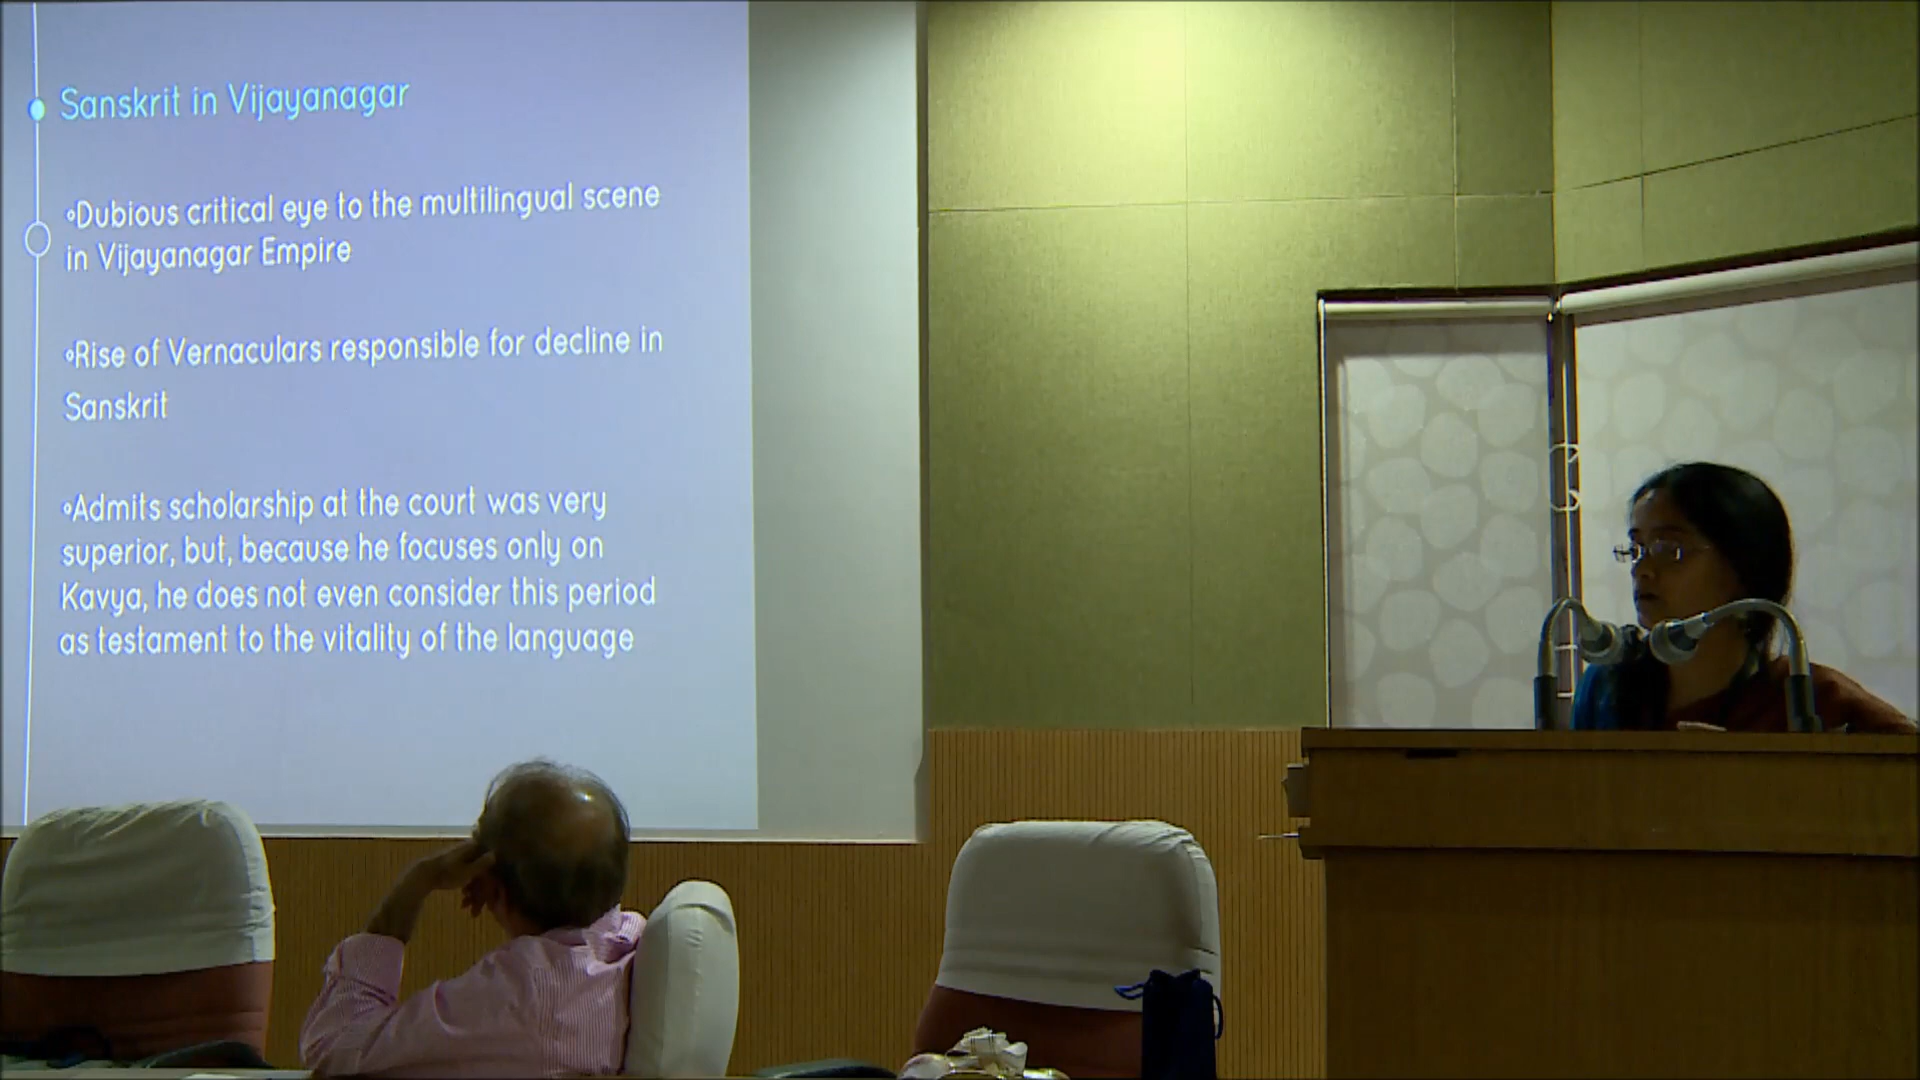 Sanskrit in Vijayanagar
◦Dubious critical eye to the multilingual scene
in Vijayanagar Empire
◦Rise of Vernaculars responsible for decline in
Sanskrit
◦Admits scholarship at the court was very
superior, but, because he focuses only on
Kavya, he does not even consider this period
as testament to the vitality of the language